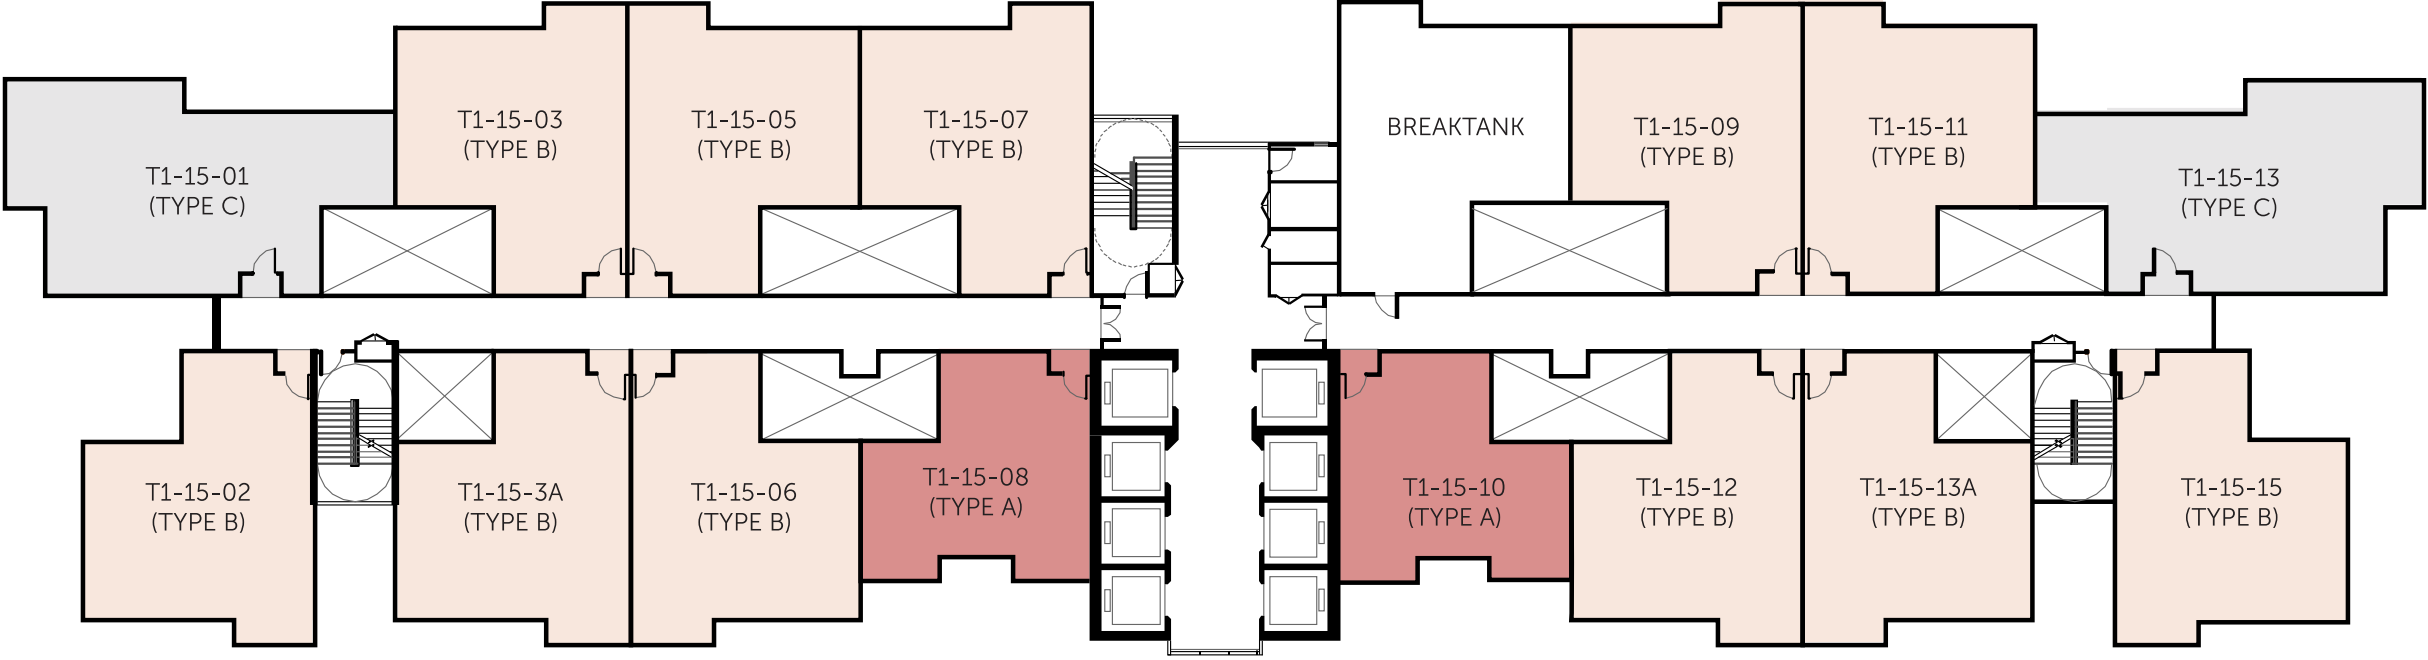 T1-15-01
(TYPE C)
T1-15-03
(TYPE B)
T1-15-05
(TYPE B)
T1-15-07
(TYPE B)
BREAKTANK
T1-15-09
(TYPE B)
T1-15-11
(TYPE B)
T1-15-13
(TYPE C)
T1-15-02
(TYPE B)
T1-15-3A
(TYPE B)
T1-15-06
(TYPE B)
T1-15-08
(TYPE A)
T1-15-10
(TYPE A)
T1-15-12
(TYPE B)
T1-15-13A
(TYPE B)
T1-15-15
(TYPE B)